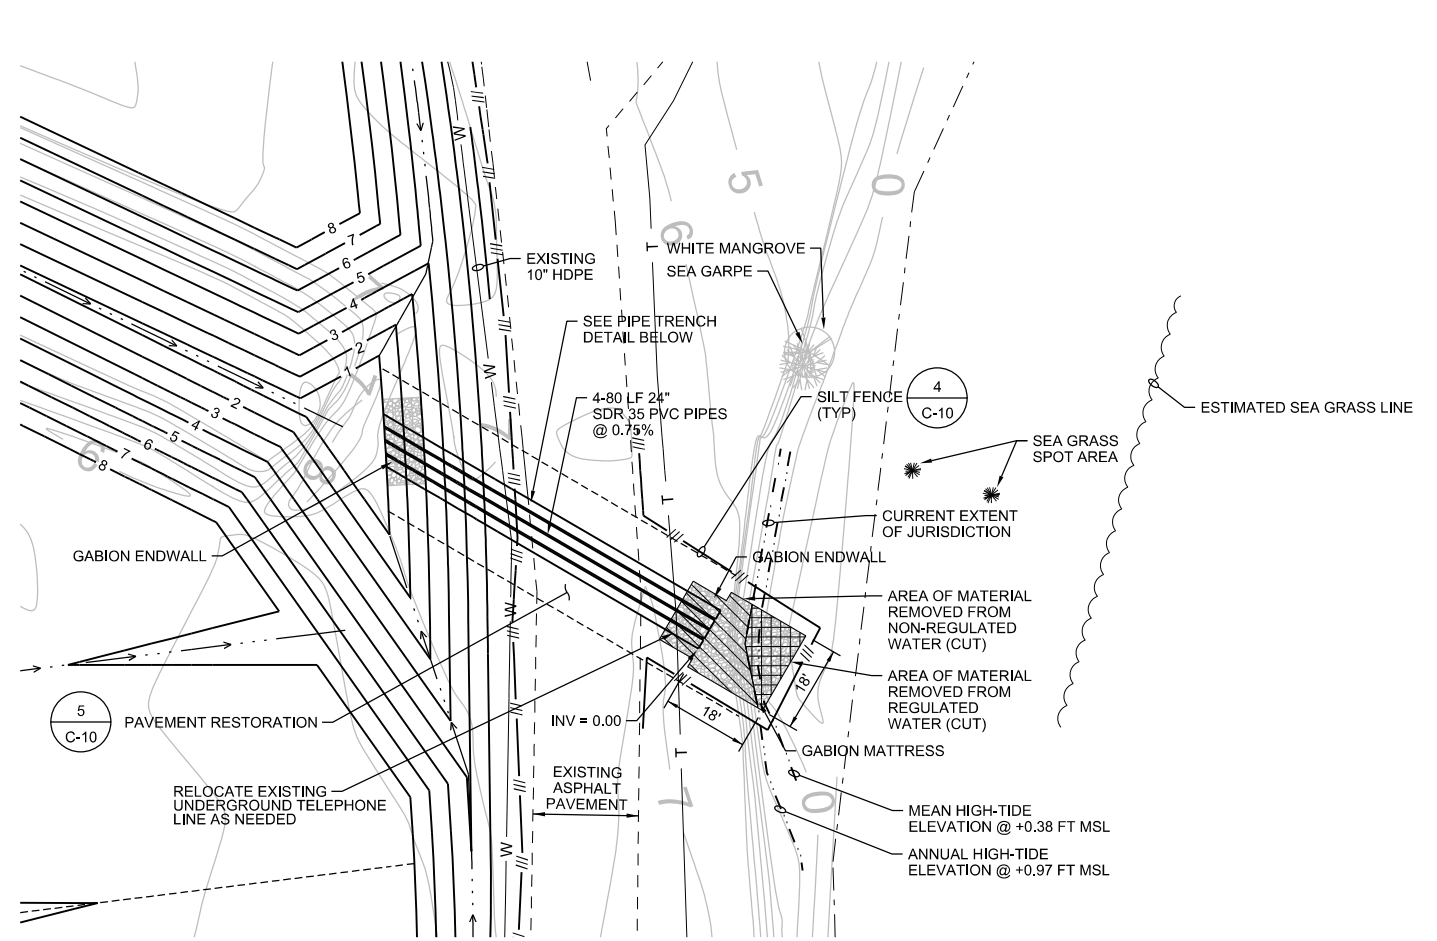 5
0
6
T
WHITE MANGROVE
SEA GARPE
W
8
7
6
5
4
3
2
1
EXISTING
10" HDPE
SEE PIPE TRENCH
DETAIL BELOW
W
4-80 LF 24"
SDR 35 PVC PIPES
@ 0.75%
SILT FENCE
(TYP)
4
C-10
ESTIMATED SEA GRASS LINE
SEA GRASS
SPOT AREA
2
3
4
5
6
7
8
6
8
7
7
T
CURRENT EXTENT
OF JURISDICTION
GABION ENDWALL
GABION ENDWALL
AREA OF MATERIAL
REMOVED FROM
NON-REGULATED
WATER (CUT)
W
AREA OF MATERIAL
REMOVED FROM
REGULATED
WATER (CUT)
18'
18'
5
C-10
PAVEMENT RESTORATION
INV = 0.00
GABION MATTRESS
T
RELOCATE EXISTING
UNDERGROUND TELEPHONE
LINE AS NEEDED
EXISTING
ASPHALT
PAVEMENT
7
0
MEAN HIGH-TIDE
ELEVATION @ +0.38 FT MSL
W
ANNUAL HIGH-TIDE
ELEVATION @ +0.97 FT MSL